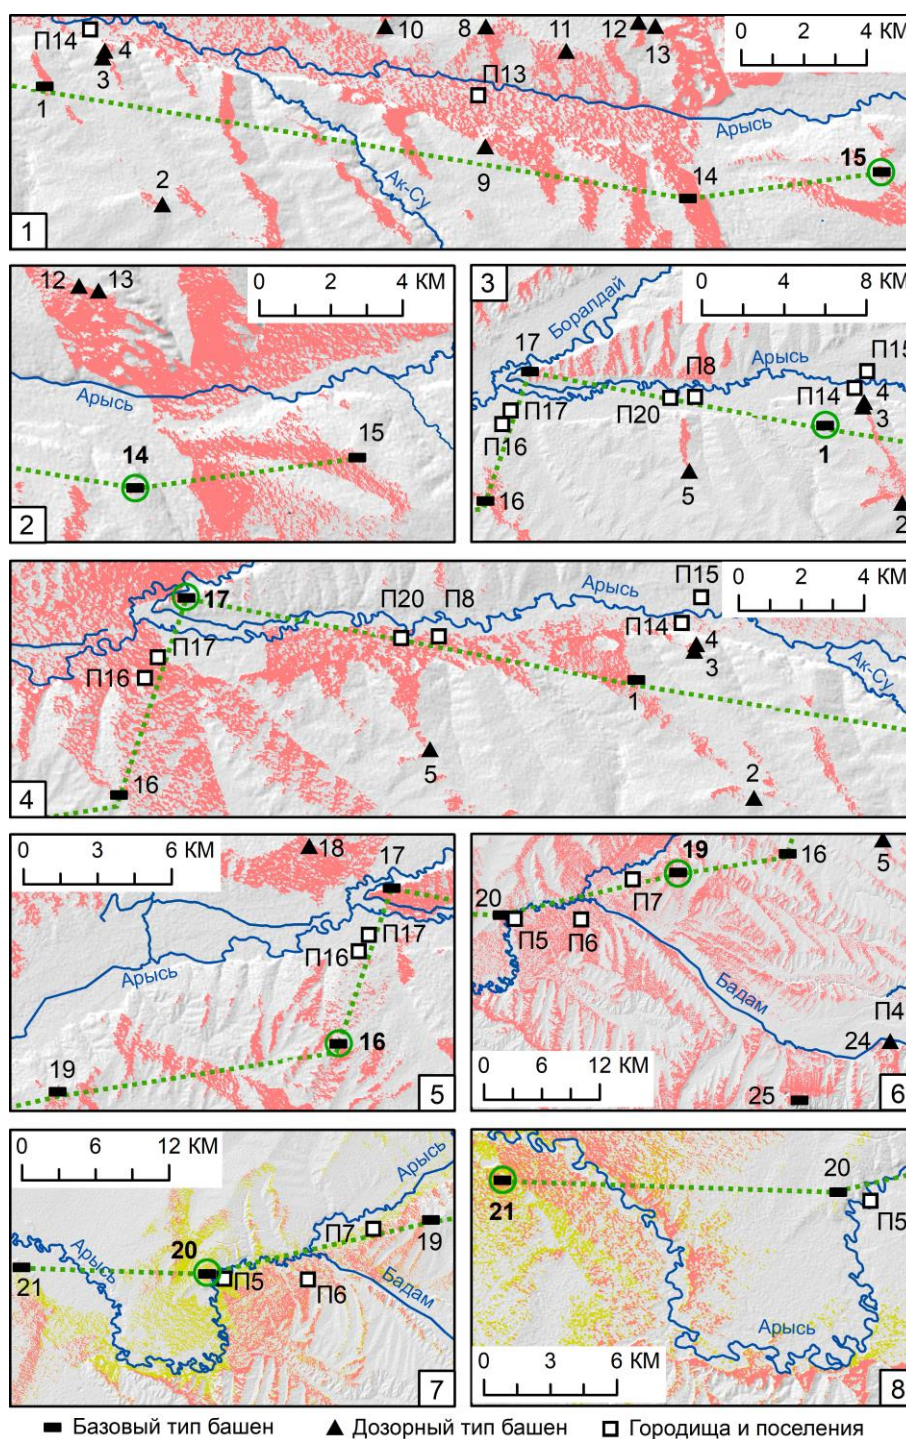 П14 4 3 1 2 10 8 11 12 13 0 2 4 КМ
П13 Арысь Ак-Су 9 14 15
1
12 13 0 2 4 КМ
Арысь 14 15
2
3 Боралдай 0 4 8 КМ
17 П8 Арысь П15
П17 П20 П14 4
П16 3
16 5 1 2
17 П20 П8 Арысь П15 0 2 4 КМ
П17 П14 4
П16 3 Ак-Су
1
16 5 2
4
0 3 6 КМ 18 17
П17
П16
Арысь
16
19
5
19 16 5
20 П7
П5 П6
Бадам
П4
0 6 12 КМ 24
25 6
0 6 12 КМ Арысь
П7
Арысь 20 19
21 П5 П6 Бадам
7
20
21 П5
Арысь
0 3 6 КМ
8
Базовый тип башен Дозорный тип башен Городища и поселения